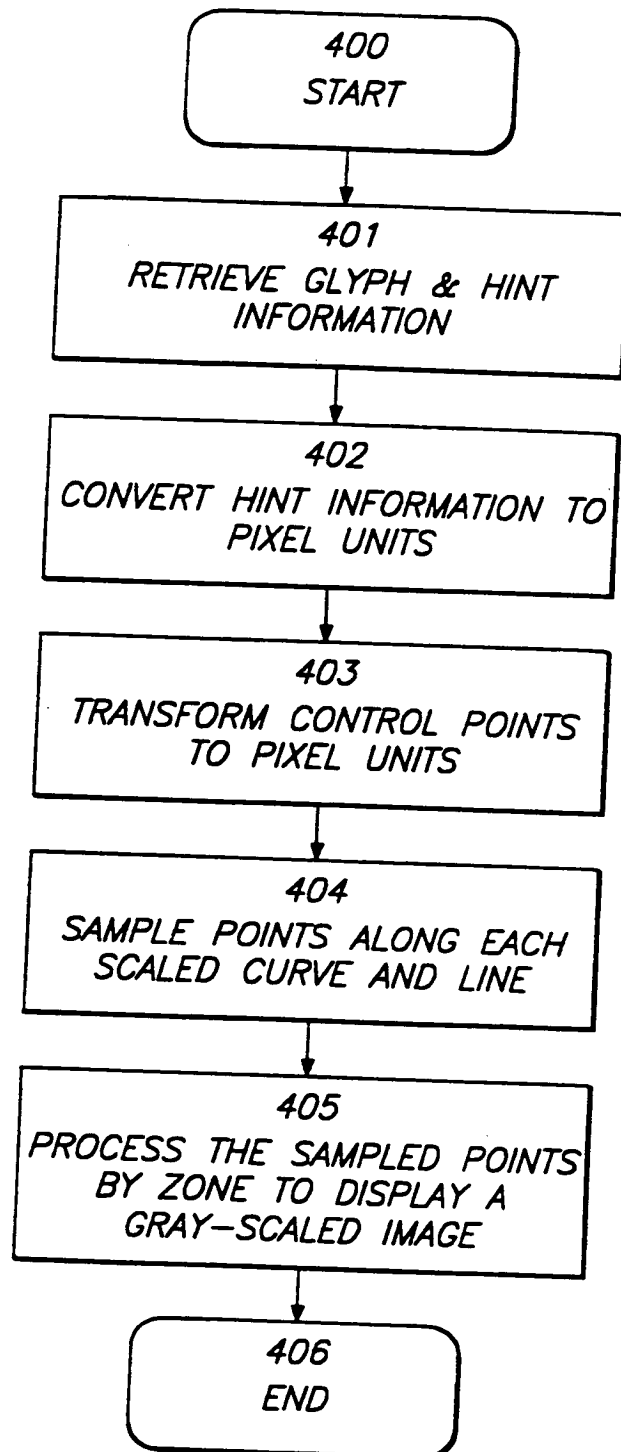 400
START
401
RETRIEVE GLYPH & HINT
INFORMATION
402
CONVERT HINT INFORMATION TO
PIXEL UNITS
403
TRANSFORM CONTROL POINTS
TO PIXEL UNITS
404
SAMPLE POINTS ALONG EACH
SCALED CURVE AND LINE
405
PROCESS THE SAMPLED POINTS
BY ZONE TO DISPLAY A
GRAY-SCALED IMAGE
406
END